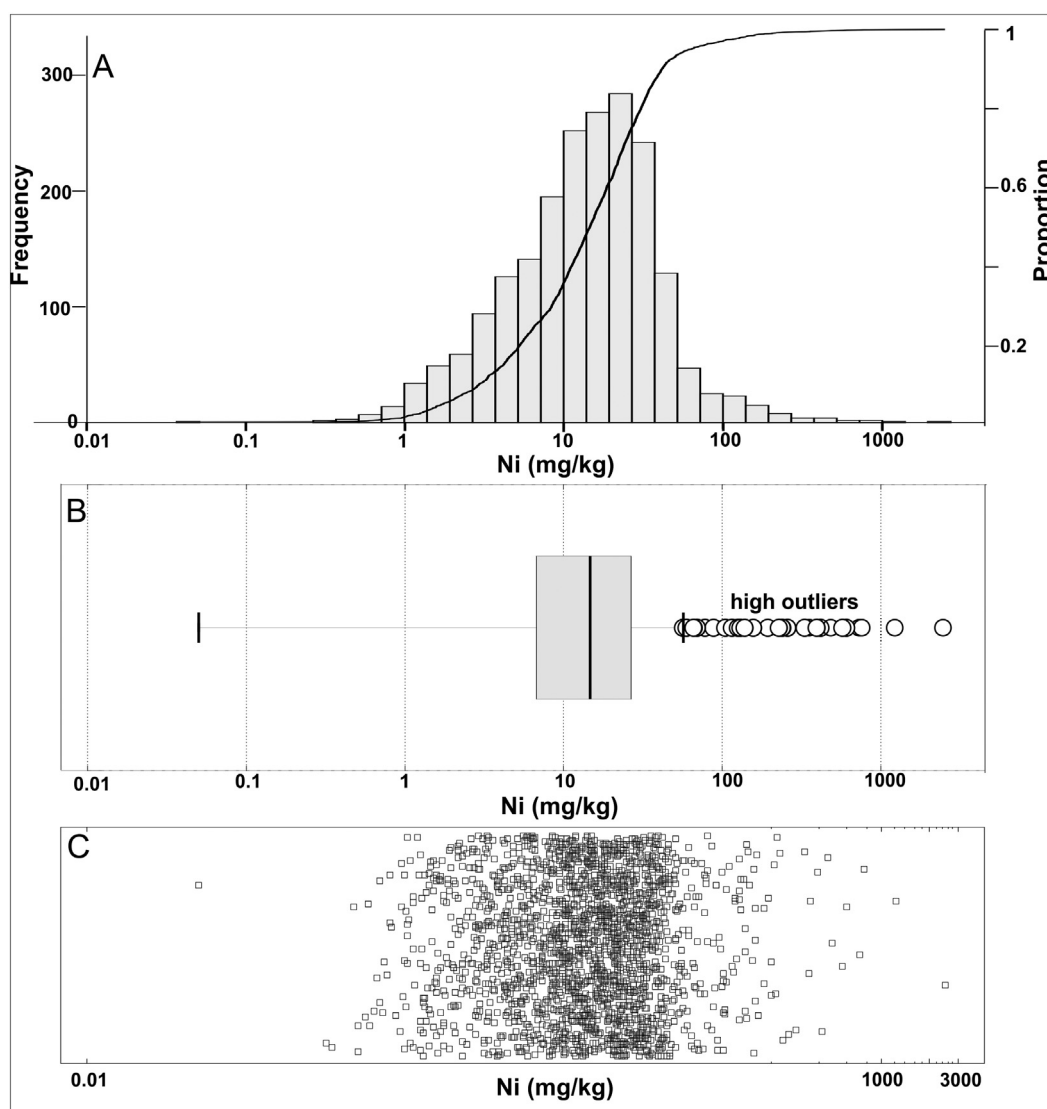 A
300
200
100
0
Frequency
1
0.6
0.2
Proportion
0.01 0.1 1 10 100 1000
Ni (mg/kg)
B
high outliers
0.01 0.1 1 10 100 1000
Ni (mg/kg)
C
0.01 1000 3000
Ni (mg/kg)